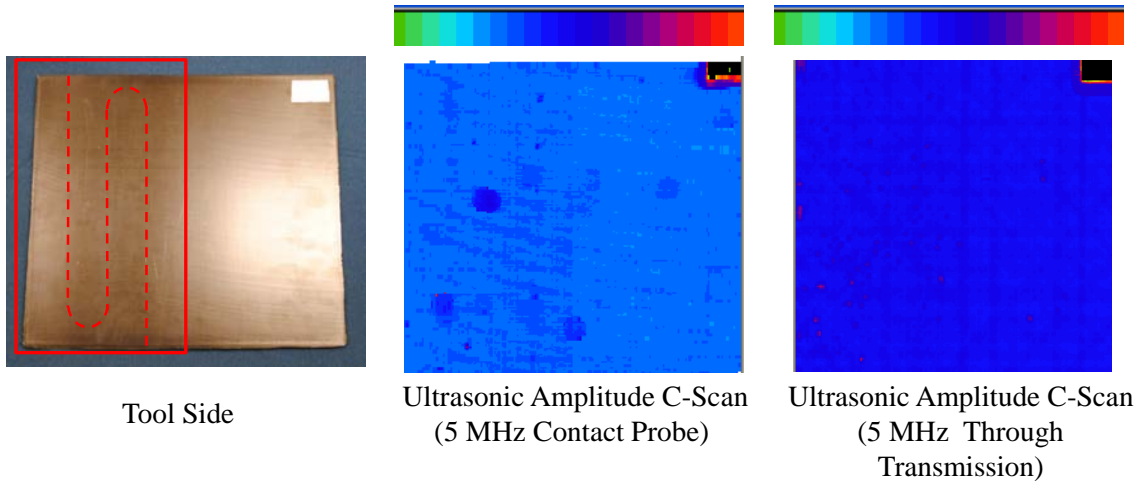 Tool Side
Ultrasonic Amplitude C-Scan
(5 MHz Contact Probe)
Ultrasonic Amplitude C-Scan
(5 MHz Through
Transmission)